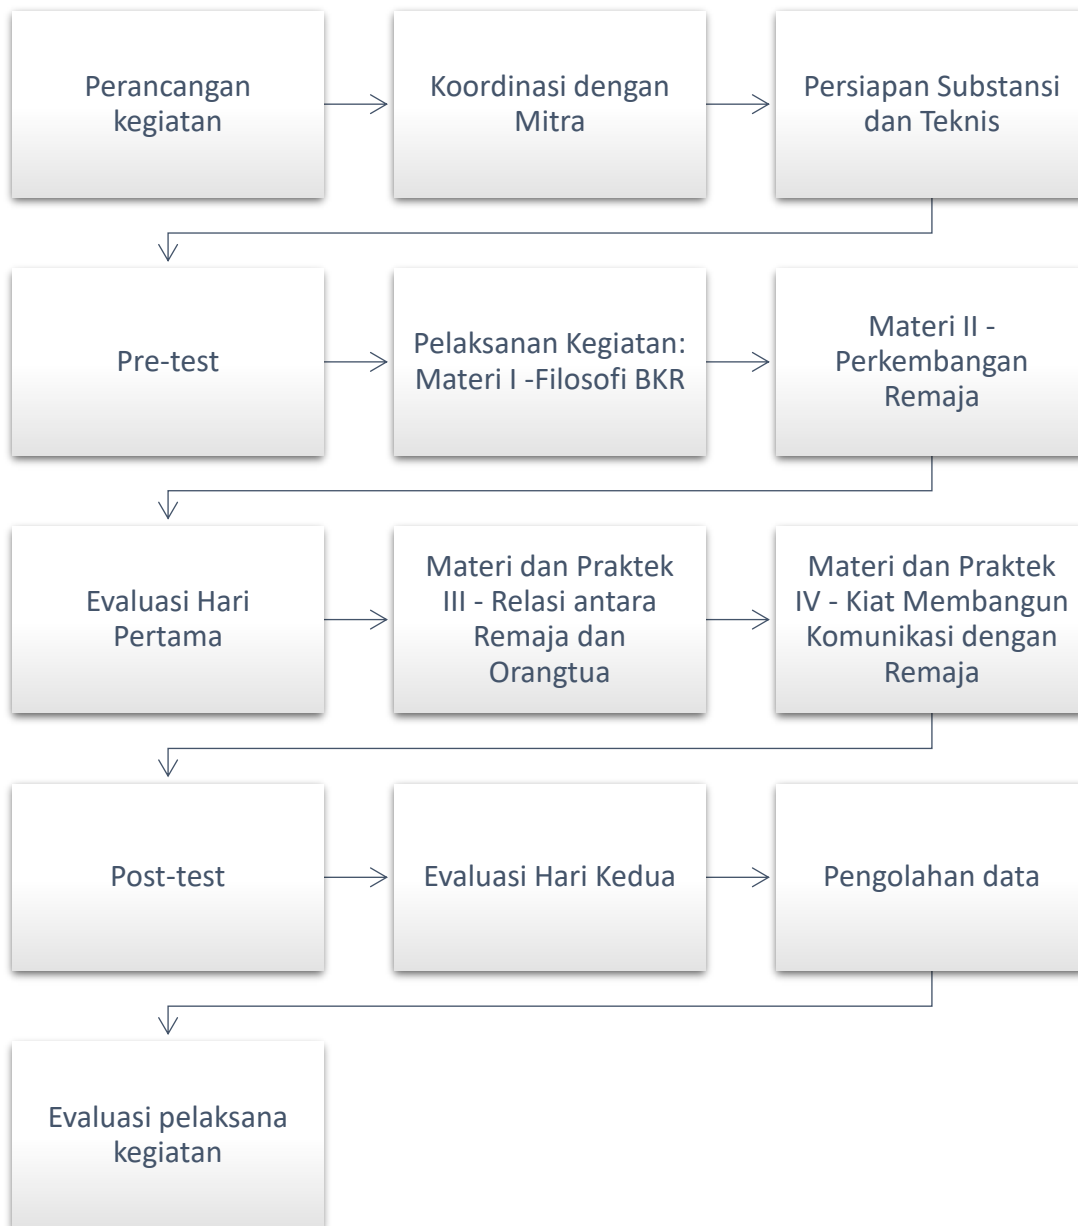 Perancangan
kegiatan
Koordinasi dengan
Mitra
Persiapan Substansi
dan Teknis
Pre-test
Pelaksanan Kegiatan:
Materi I -Filosofi BKR
Materi II -
Perkembangan
Remaja
Evaluasi Hari
Pertama
Materi dan Praktek
III - Relasi antara
Remaja dan
Orangtua
Materi dan Praktek
IV - Kiat Membangun
Komunikasi dengan
Remaja
Post-test
Evaluasi Hari Kedua
Pengolahan data
Evaluasi pelaksana
kegiatan